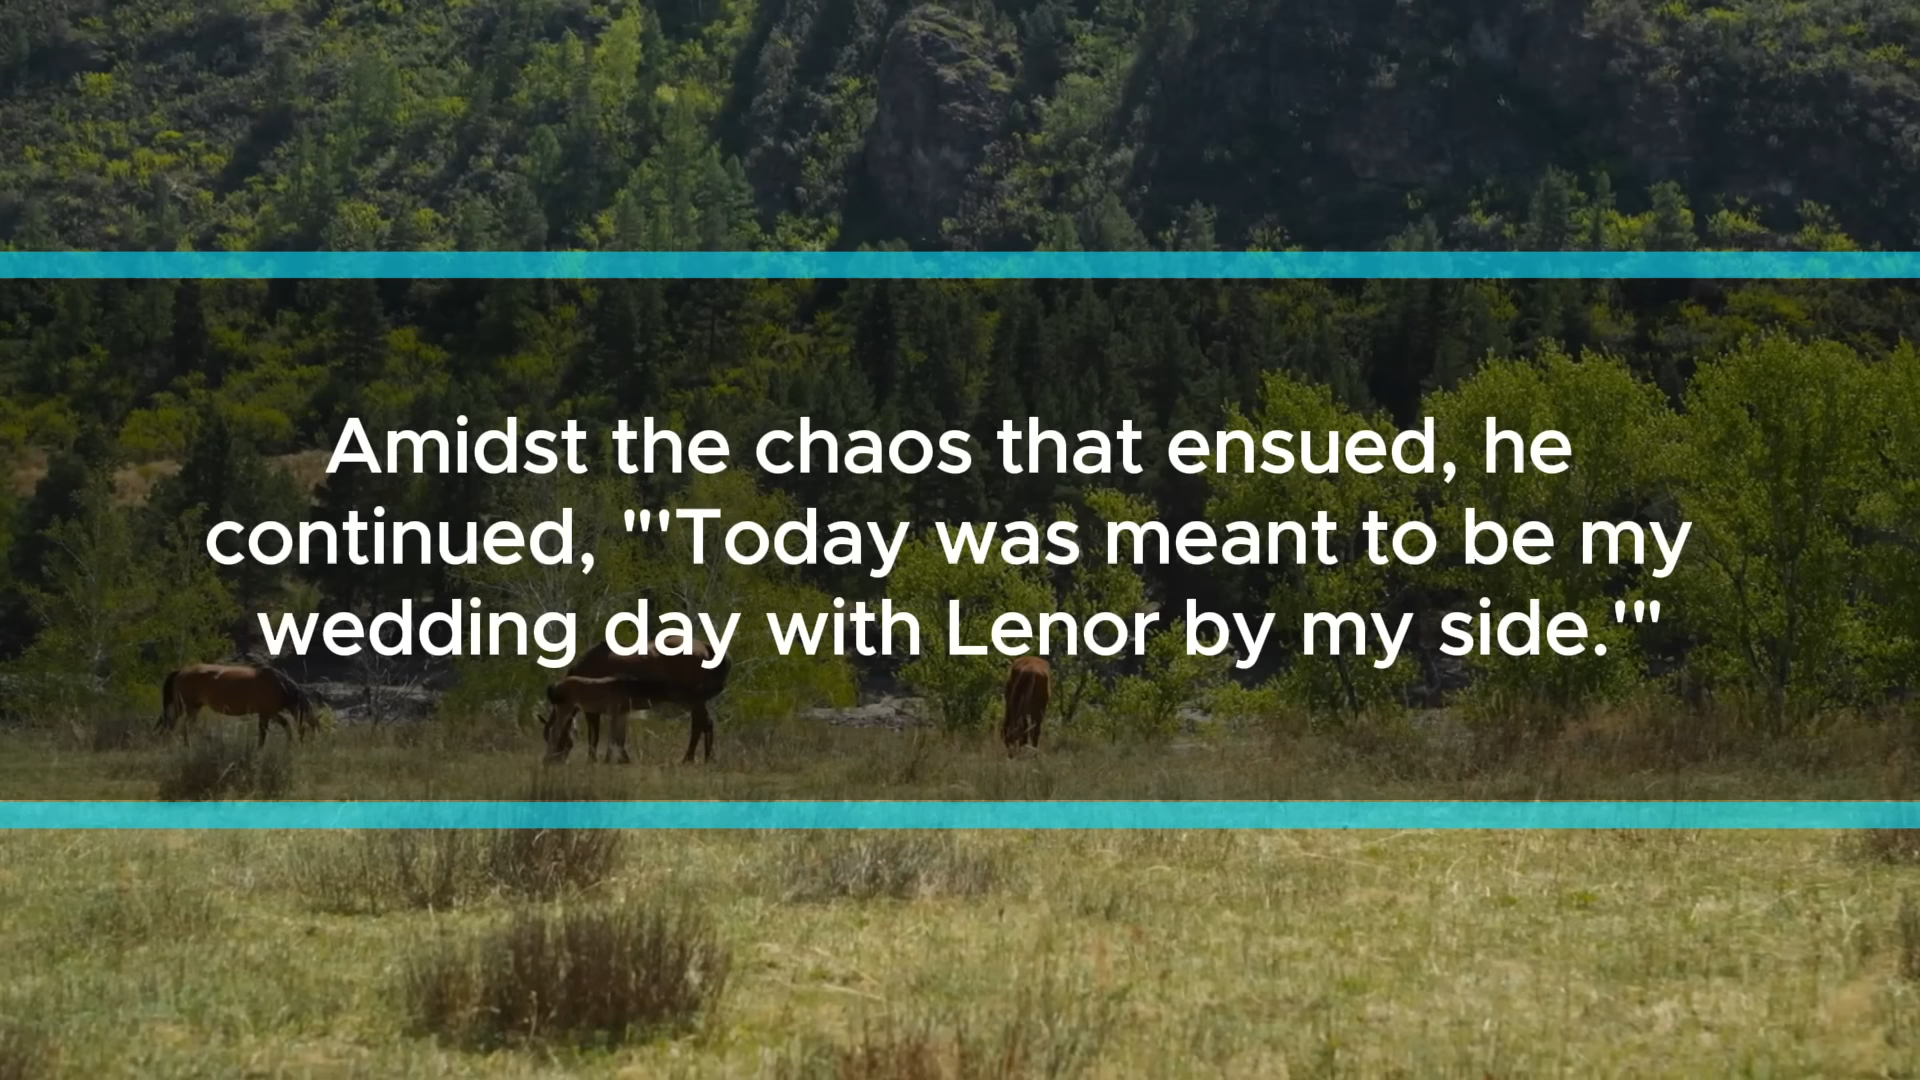 Amidst the chaos that ensued, he
continued, "'"Today was meant to be my
wedding day with Lenor by my side.'"